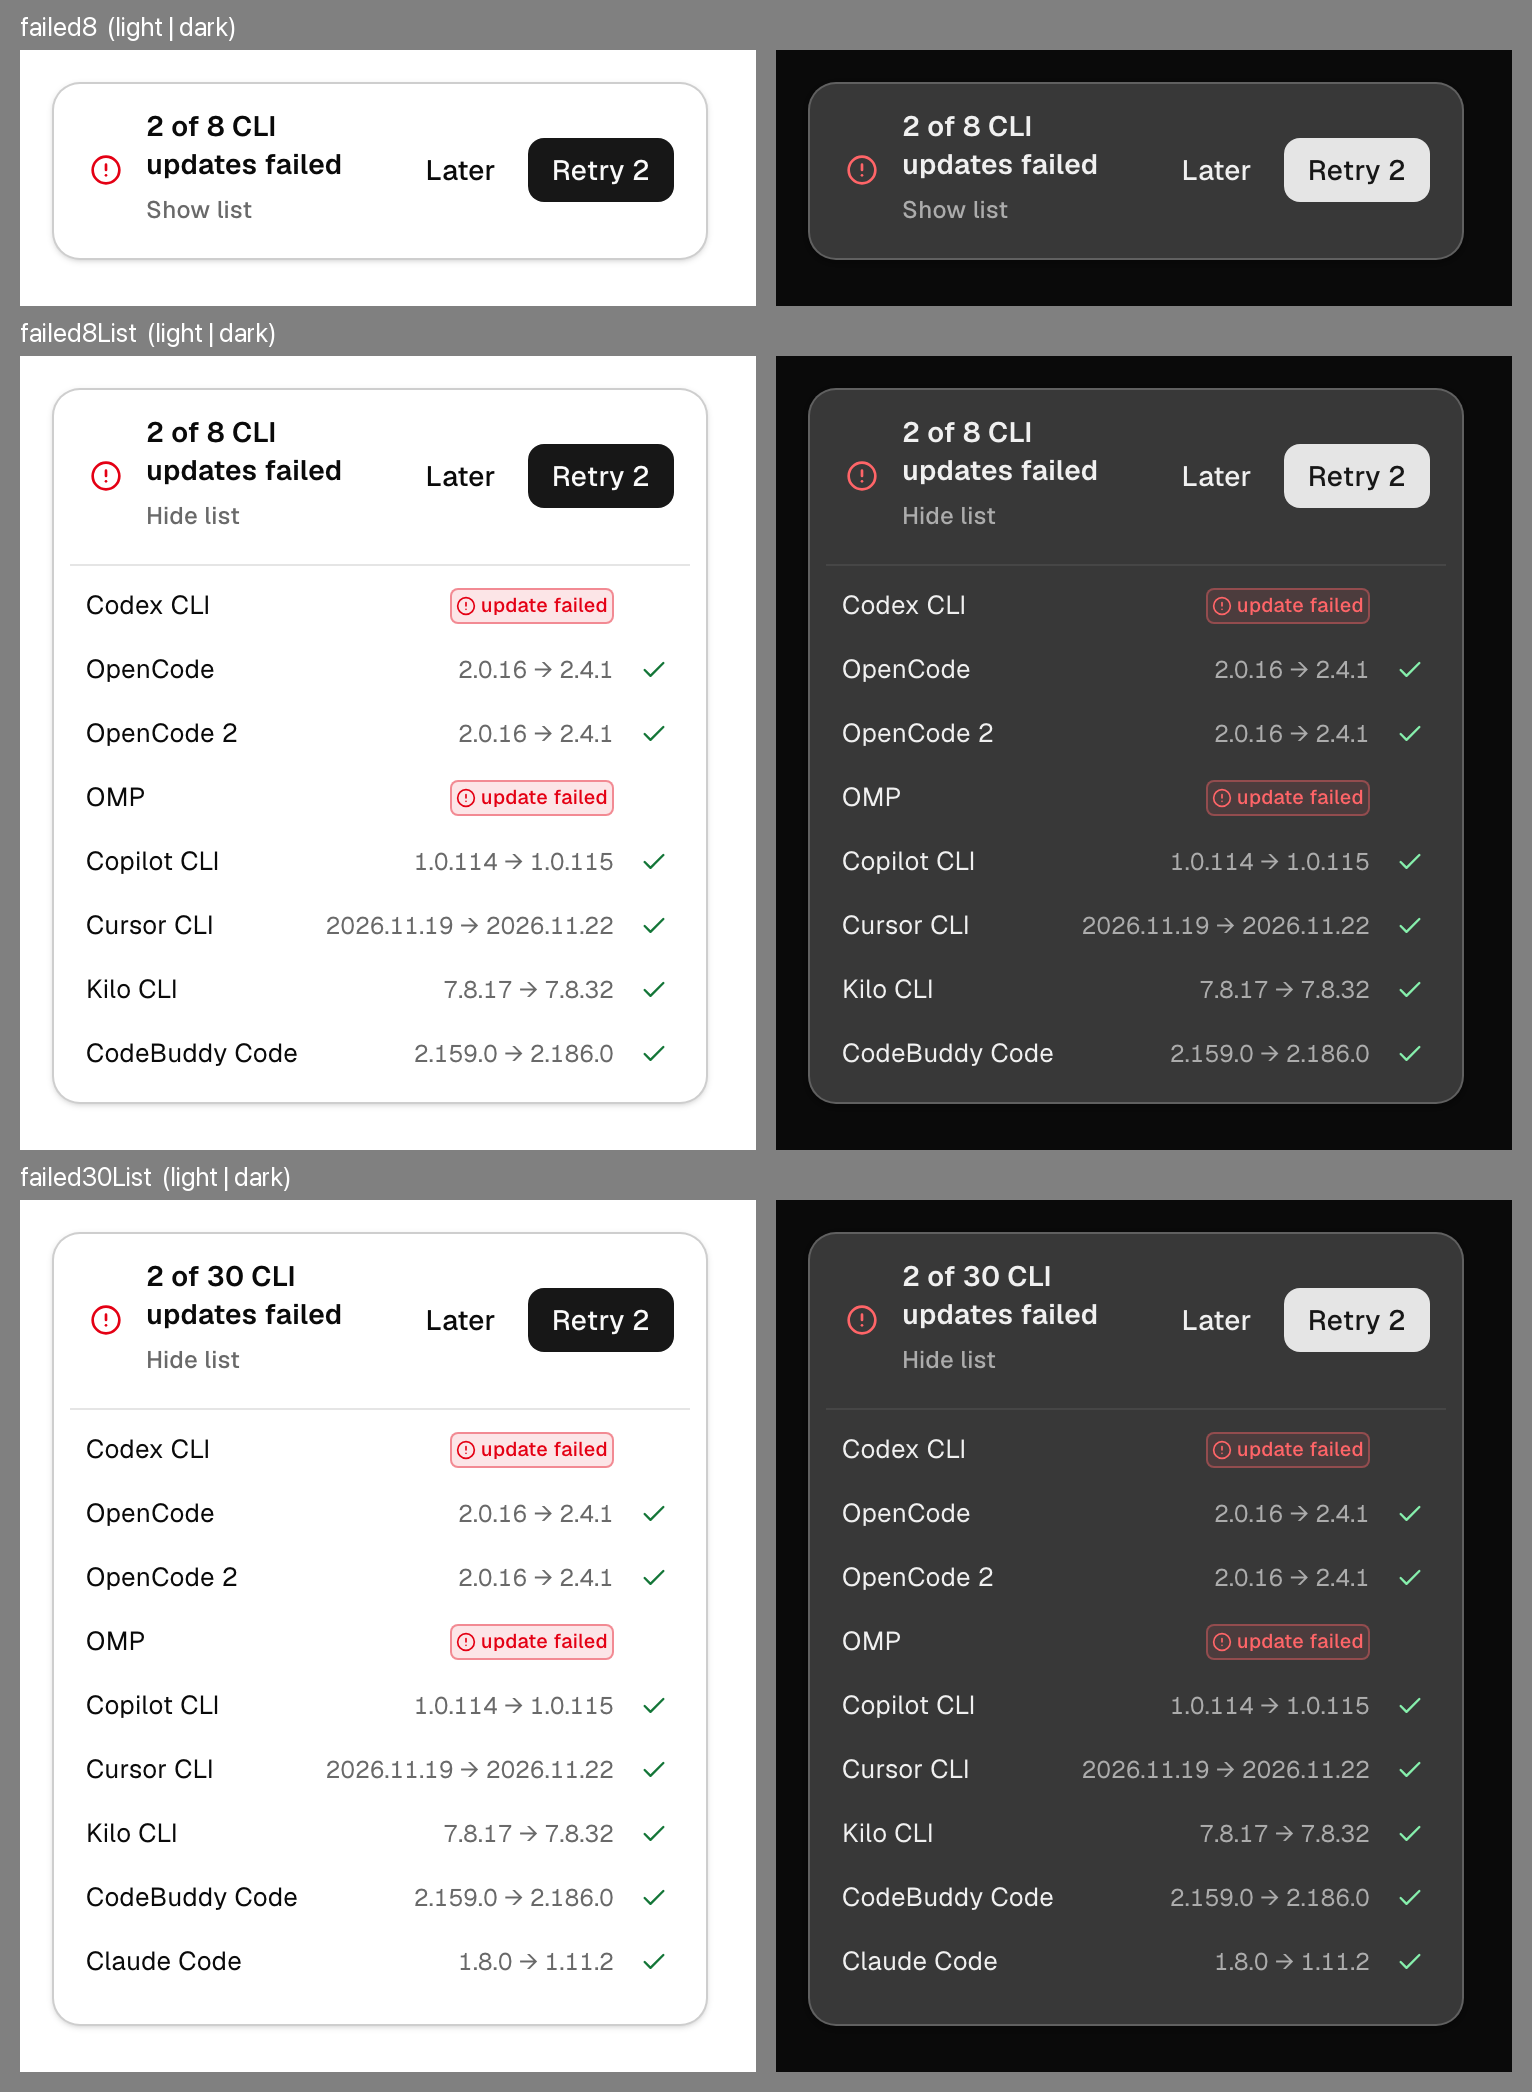 failed8 (light | dark)
2 of 8 CLI
updates failed
Show list
Later
Retry 2
2 of 8 CLI
updates failed
Show list
Later
Retry 2
failed8List (light | dark)
2 of 8 CLI
updates failed
Hide list
Later
Retry 2
Codex CLI update failed
OpenCode 2.0.16 → 2.4.1
OpenCode 2 2.0.16 → 2.4.1
OMP update failed
Copilot CLI 1.0.114 → 1.0.115
Cursor CLI 2026.11.19 → 2026.11.22
Kilo CLI 7.8.17 → 7.8.32
CodeBuddy Code 2.159.0 → 2.186.0
2 of 8 CLI
updates failed
Hide list
Later
Retry 2
Codex CLI update failed
OpenCode 2.0.16 → 2.4.1
OpenCode 2 2.0.16 → 2.4.1
OMP update failed
Copilot CLI 1.0.114 → 1.0.115
Cursor CLI 2026.11.19 → 2026.11.22
Kilo CLI 7.8.17 → 7.8.32
CodeBuddy Code 2.159.0 → 2.186.0
failed30List (light | dark)
2 of 30 CLI
updates failed
Hide list
Later
Retry 2
Codex CLI update failed
OpenCode 2.0.16 → 2.4.1
OpenCode 2 2.0.16 → 2.4.1
OMP update failed
Copilot CLI 1.0.114 → 1.0.115
Cursor CLI 2026.11.19 → 2026.11.22
Kilo CLI 7.8.17 → 7.8.32
CodeBuddy Code 2.159.0 → 2.186.0
Claude Code 1.8.0 → 1.11.2
2 of 30 CLI
updates failed
Hide list
Later
Retry 2
Codex CLI update failed
OpenCode 2.0.16 → 2.4.1
OpenCode 2 2.0.16 → 2.4.1
OMP update failed
Copilot CLI 1.0.114 → 1.0.115
Cursor CLI 2026.11.19 → 2026.11.22
Kilo CLI 7.8.17 → 7.8.32
CodeBuddy Code 2.159.0 → 2.186.0
Claude Code 1.8.0 → 1.11.2